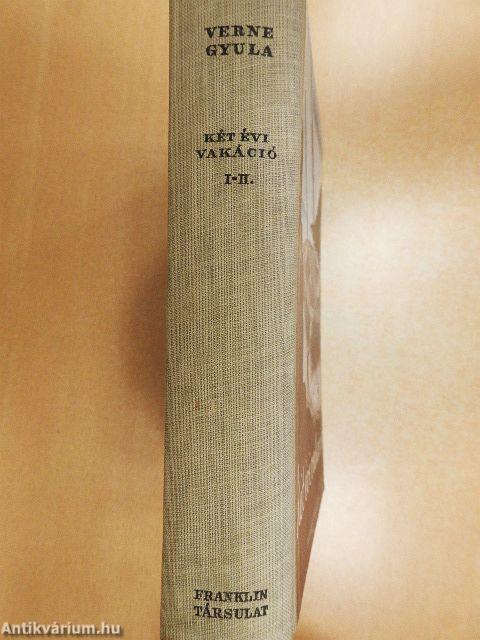 VERNE
GYULA
KÉT ÉVI
VAKÁCIÓ
I-II.
FRANKLIN
TÁRSULAT
Antikvárium.hu